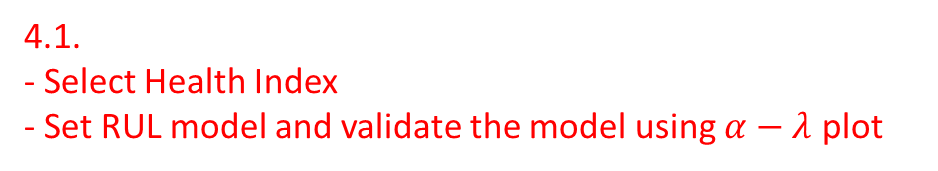 4.1.
- Select Health Index
- Set RUL model and validate the model using α − λ plot